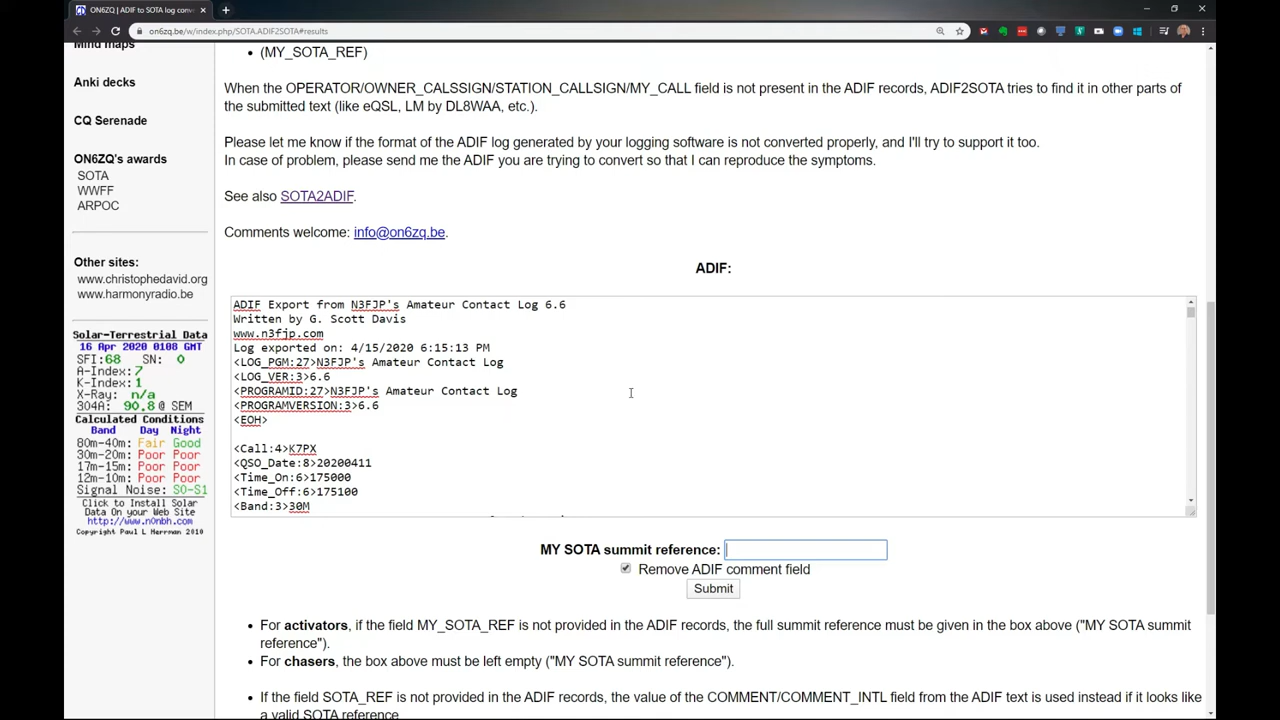 ON6ZQ | ADIF to SOTA log conv
on6zq.be/w/index.php/SOTA.ADIF2SOTA#results
Mind maps
Anki decks
CQ Serenade
ON6ZQ's awards
SOTA
WWFF
ARPOC
Other sites:
www.christophedavid.org
www.harmonyradio.be
Solar-Terrestrial Data
16 Apr 2020 0108 GMT
SFI:68 SN: 0
A-Index:7
K-Index:1
X-Ray: n/a
304A: 90.8 @ SEM
Calculated Conditions
Band Day Night
80m-40m: Fair Good
30m-20m: Poor Poor
17m-15m: Poor Poor
12m-10m: Poor Poor
Signal Noise: S0-S1
Click to Install Solar
Data On your Web Site
http://www.n0nbh.com
Copyright Paul L Herrman 2010
• (MY_SOTA_REF)
When the OPERATOR/OWNER_CALSSIGN/STATION_CALLSIGN/MY_CALL field is not present in the ADIF records, ADIF2SOTA tries to find it in other parts of
the submitted text (like eQSL, LM by DL8WAA, etc.).
Please let me know if the format of the ADIF log generated by your logging software is not converted properly, and I'll try to support it too.
In case of problem, please send me the ADIF you are trying to convert so that I can reproduce the symptoms.
See also SOTA2ADIF.
Comments welcome: info@on6zq.be.
ADIF:
ADIF Export from N3FJP's Amateur Contact Log 6.6
Written by G. Scott Davis
www.n3fjp.com
Log exported on: 4/15/2020 6:15:13 PM
<LOG_PGM:27>N3FJP's Amateur Contact Log
<LOG_VER:3>6.6
<PROGRAMID:27>N3FJP's Amateur Contact Log
<PROGRAMVERSION:3>6.6
<EOH>
<Call:4>K7PX
<QSO_Date:8>20200411
<Time_On:6>175000
<Time_Off:6>175100
<Band:3>30M
MY SOTA summit reference:
Remove ADIF comment field
Submit
• For activators, if the field MY_SOTA_REF is not provided in the ADIF records, the full summit reference must be given in the box above ("MY SOTA summit
reference").
• For chasers, the box above must be left empty ("MY SOTA summit reference").
• If the field SOTA_REF is not provided in the ADIF records, the value of the COMMENT/COMMENT_INTL field from the ADIF text is used instead if it looks like
a valid SOTA reference